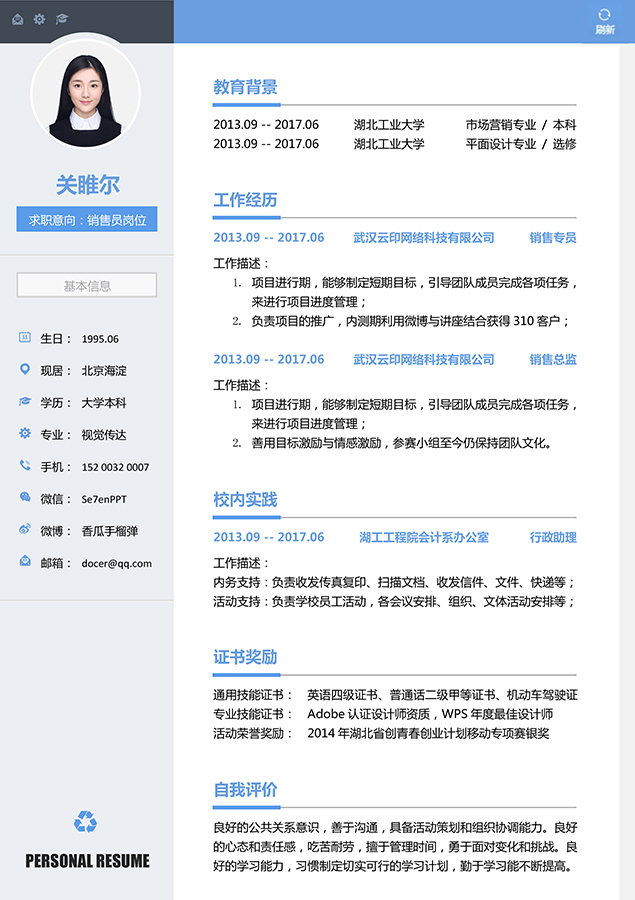 刷新
关雎尔
求职意向：销售员岗位
基本信息
生日： 1995.06
现居： 北京海淀
学历： 大学本科
专业： 视觉传达
手机： 152 0032 0007
微信： Se7enPPT
微博： 香瓜手榴弹
邮箱： docer@qq.com
PERSONAL RESUME
教育背景
2013.09 -- 2017.06 湖北工业大学 市场营销专业 / 本科
2013.09 -- 2017.06 湖北工业大学 平面设计专业 / 选修
工作经历
2013.09 -- 2017.06 武汉云印网络科技有限公司 销售专员
工作描述：
1. 项目进行期，能够制定短期目标，引导团队成员完成各项任务，
来进行项目进度管理；
2. 负责项目的推广，内测期利用微博与讲座结合获得 310 客户；
2013.09 -- 2017.06 武汉云印网络科技有限公司 销售总监
工作描述：
1. 项目进行期，能够制定短期目标，引导团队成员完成各项任务，
来进行项目进度管理；
2. 善用目标激励与情感激励，参赛小组至今仍保持团队文化。
校内实践
2013.09 -- 2017.06 湖工工程院会计系办公室 行政助理
工作描述：
内务支持：负责收发传真复印、扫描文档、收发信件、文件、快递等；
活动支持：负责学校员工活动，各会议安排、组织、文体活动安排等；
证书奖励
通用技能证书： 英语四级证书、普通话二级甲等证书、机动车驾驶证
专业技能证书： Adobe 认证设计师资质，WPS 年度最佳设计师
活动荣誉奖励： 2014 年湖北省创青春创业计划移动专项赛银奖
自我评价
良好的公共关系意识，善于沟通，具备活动策划和组织协调能力。良好
的心态和责任感，吃苦耐劳，擅于管理时间，勇于面对变化和挑战。良
好的学习能力，习惯制定切实可行的学习计划，勤于学习能不断提高。